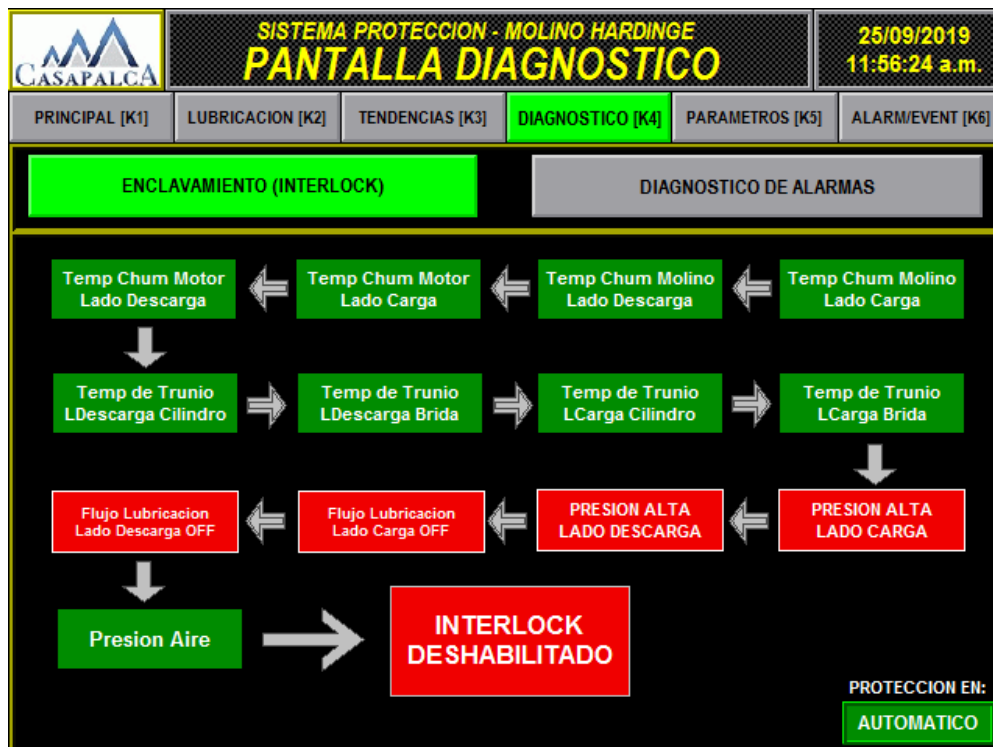 CASAPALCA
SISTEMA PROTECCION - MOLINO HARDINGE
PANTALLA DIAGNOSTICO
25/09/2019
11:56:24 a.m.
PRINCIPAL [K1]
LUBRICACION [K2]
TENDENCIAS [K3]
DIAGNOSTICO [K4]
PARAMETROS [K5]
ALARM/EVENT [K6]
ENCLAVAMIENTO (INTERLOCK)
DIAGNOSTICO DE ALARMAS
Temp Chum Motor
Lado Descarga
Temp Chum Motor
Lado Carga
Temp Chum Molino
Lado Descarga
Temp Chum Molino
Lado Carga
Temp de Trunio
LDescarga Cilindro
Temp de Trunio
LDescarga Brida
Temp de Trunio
LCarga Cilindro
Temp de Trunio
LCarga Brida
Flujo Lubricacion
Lado Descarga OFF
Flujo Lubricacion
Lado Carga OFF
PRESION ALTA
LADO DESCARGA
PRESION ALTA
LADO CARGA
Presion Aire
INTERLOCK
DESHABILITADO
PROTECCION EN:
AUTOMATICO